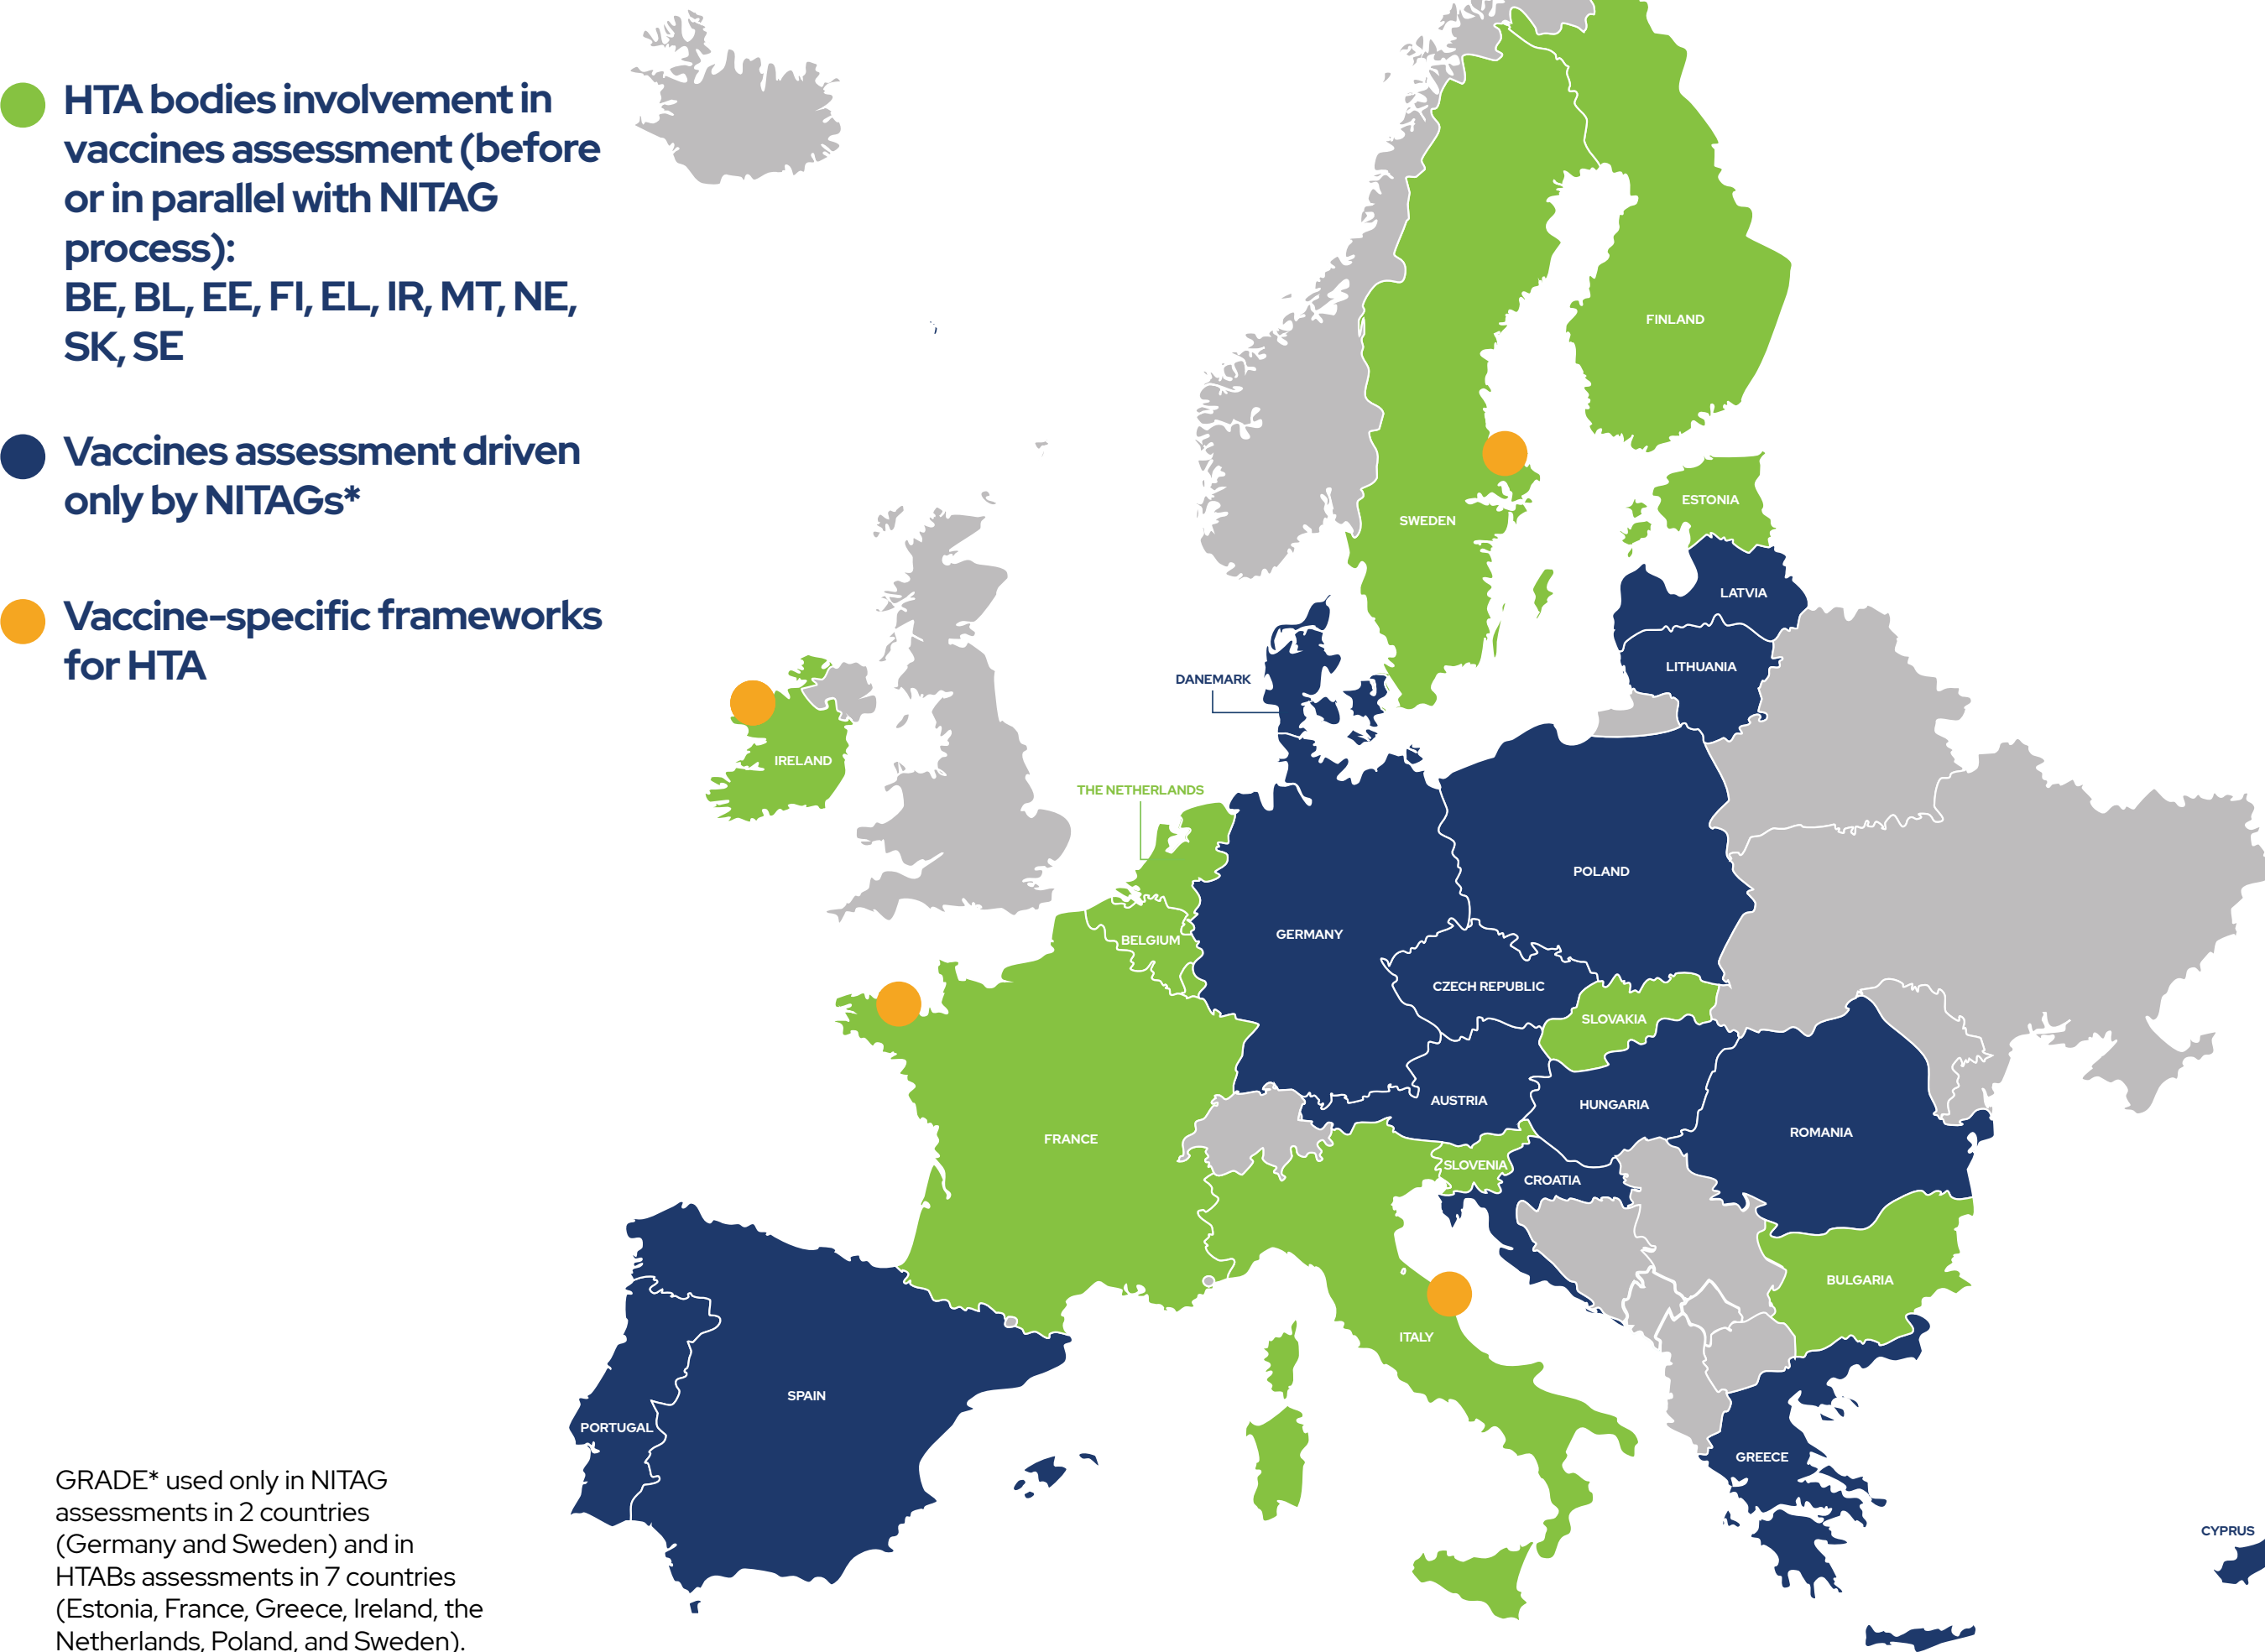 HTA bodies involvement in
vaccines assessment (before
or in parallel with NITAG
process):
BE, BL, EE, FI, EL, IR, MT, NE,
SK, SE
Vaccines assessment driven
only by NITAGs*
Vaccine-specific frameworks
for HTA
FINLAND
ESTONIA
SWEDEN
LATVIA
LITHUANIA
DANEMARK
IRELAND
THE NETHERLANDS
POLAND
GERMANY
BELGIUM
CZECH REPUBLIC
SLOVAKIA
AUSTRIA
HUNGARIA
ROMANIA
FRANCE
SLOVENIA
CROATIA
BULGARIA
ITALY
SPAIN
PORTUGAL
GREECE
CYPRUS
GRADE* used only in NITAG
assessments in 2 countries
(Germany and Sweden) and in
HTABs assessments in 7 countries
(Estonia, France, Greece, Ireland, the
Netherlands, Poland, and Sweden).